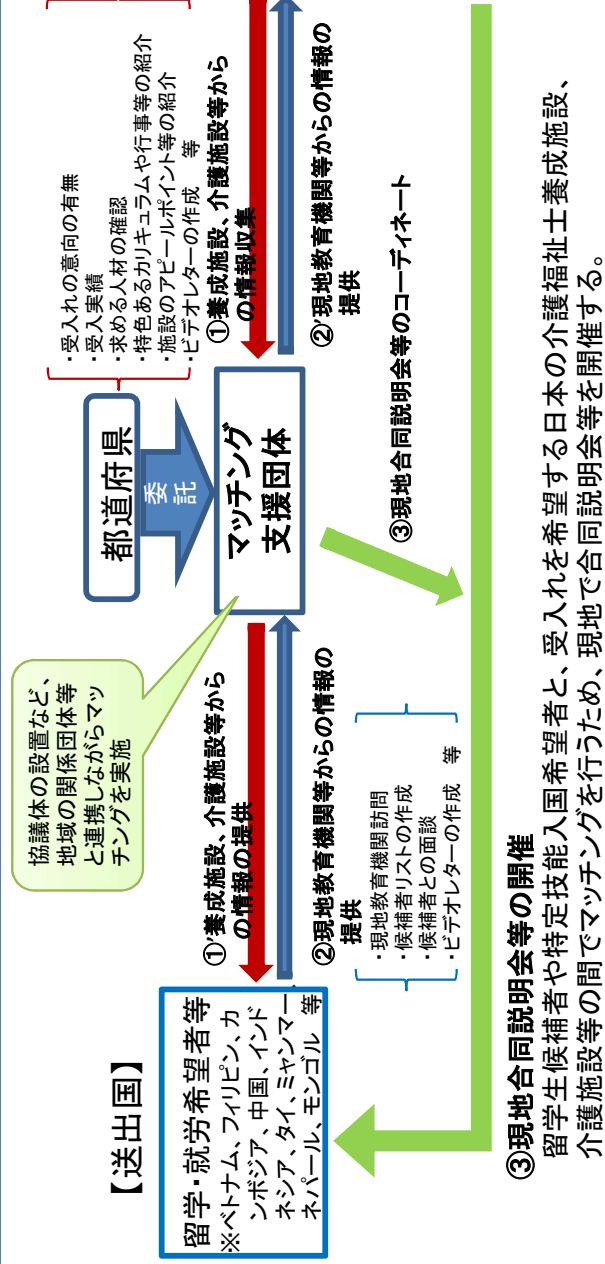 【送出国】
留学・就労希望者等
※ベトナム、フィリピン、カ
ンボジア、中国、インド
ネシア、タイ、ミャンマー、
ネパール、モンゴル　等
協議体の設置など、
地域の関係団体等
と連携しながらマッ
チングを実施
①’養成施設、介護施設等から
の情報の提供
②現地教育機関等からの情報の
提供
・現地教育機関訪問
・候補者リストの作成
・候補者との面談
・ビデオレターの作成　等
都道府県
委託
マッチング
支援団体
・受入れの意向の有無
・受入実績
・求める人材の確認
・特色あるカリキュラムや行事等の紹介
・施設のアピールポイント等の紹介
・ビデオレターの作成　等
①養成施設、介護施設等から
の情報収集
②’現地教育機関等からの情報の
提供
③現地合同説明会等のコーディネート
③現地合同説明会等の開催
留学生候補者や特定技能入国希望者と、受入れを希望する日本の介護福祉士養成施設、
介護施設等の間でマッチングを行うため、現地で合同説明会等を開催する。